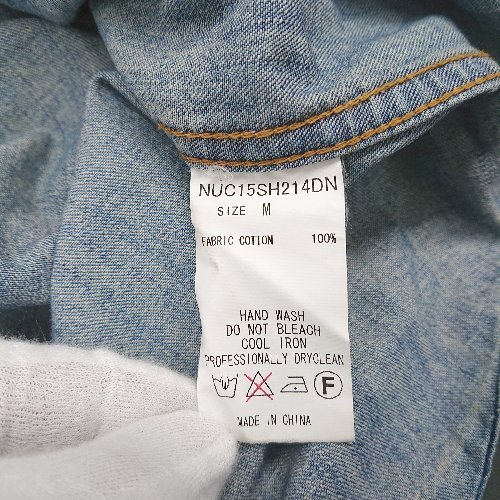 NUC15SH214DN
SIZE M
FABRIC COTTON 100%
HAND WASH
DO NOT BLEACH
COOL IRON
PROFESSIONALLY DRYCLEAN
F
MADE IN CHINA